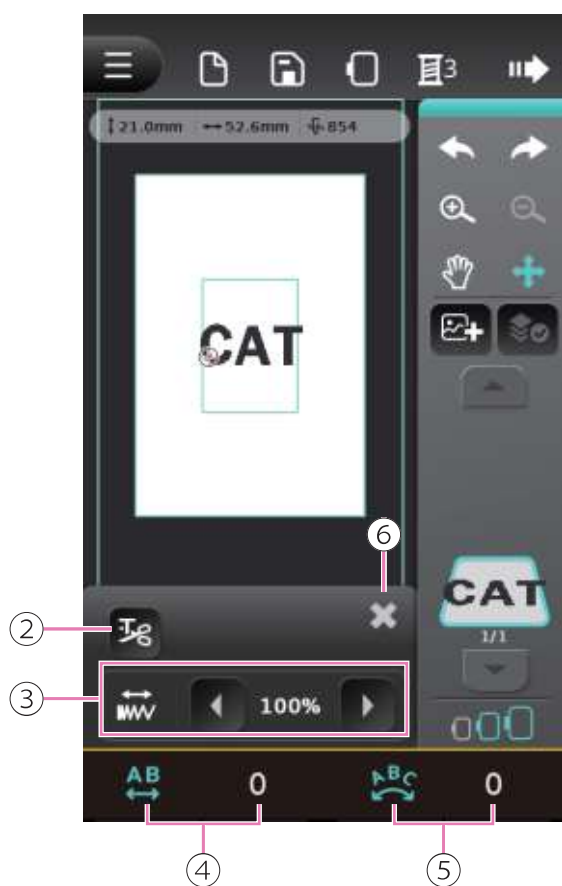 3
21.0mm 52.6mm 854
CAT
⑥
②
CAT
1/1
③
100%
AB 0 ABC 0
④ ⑤